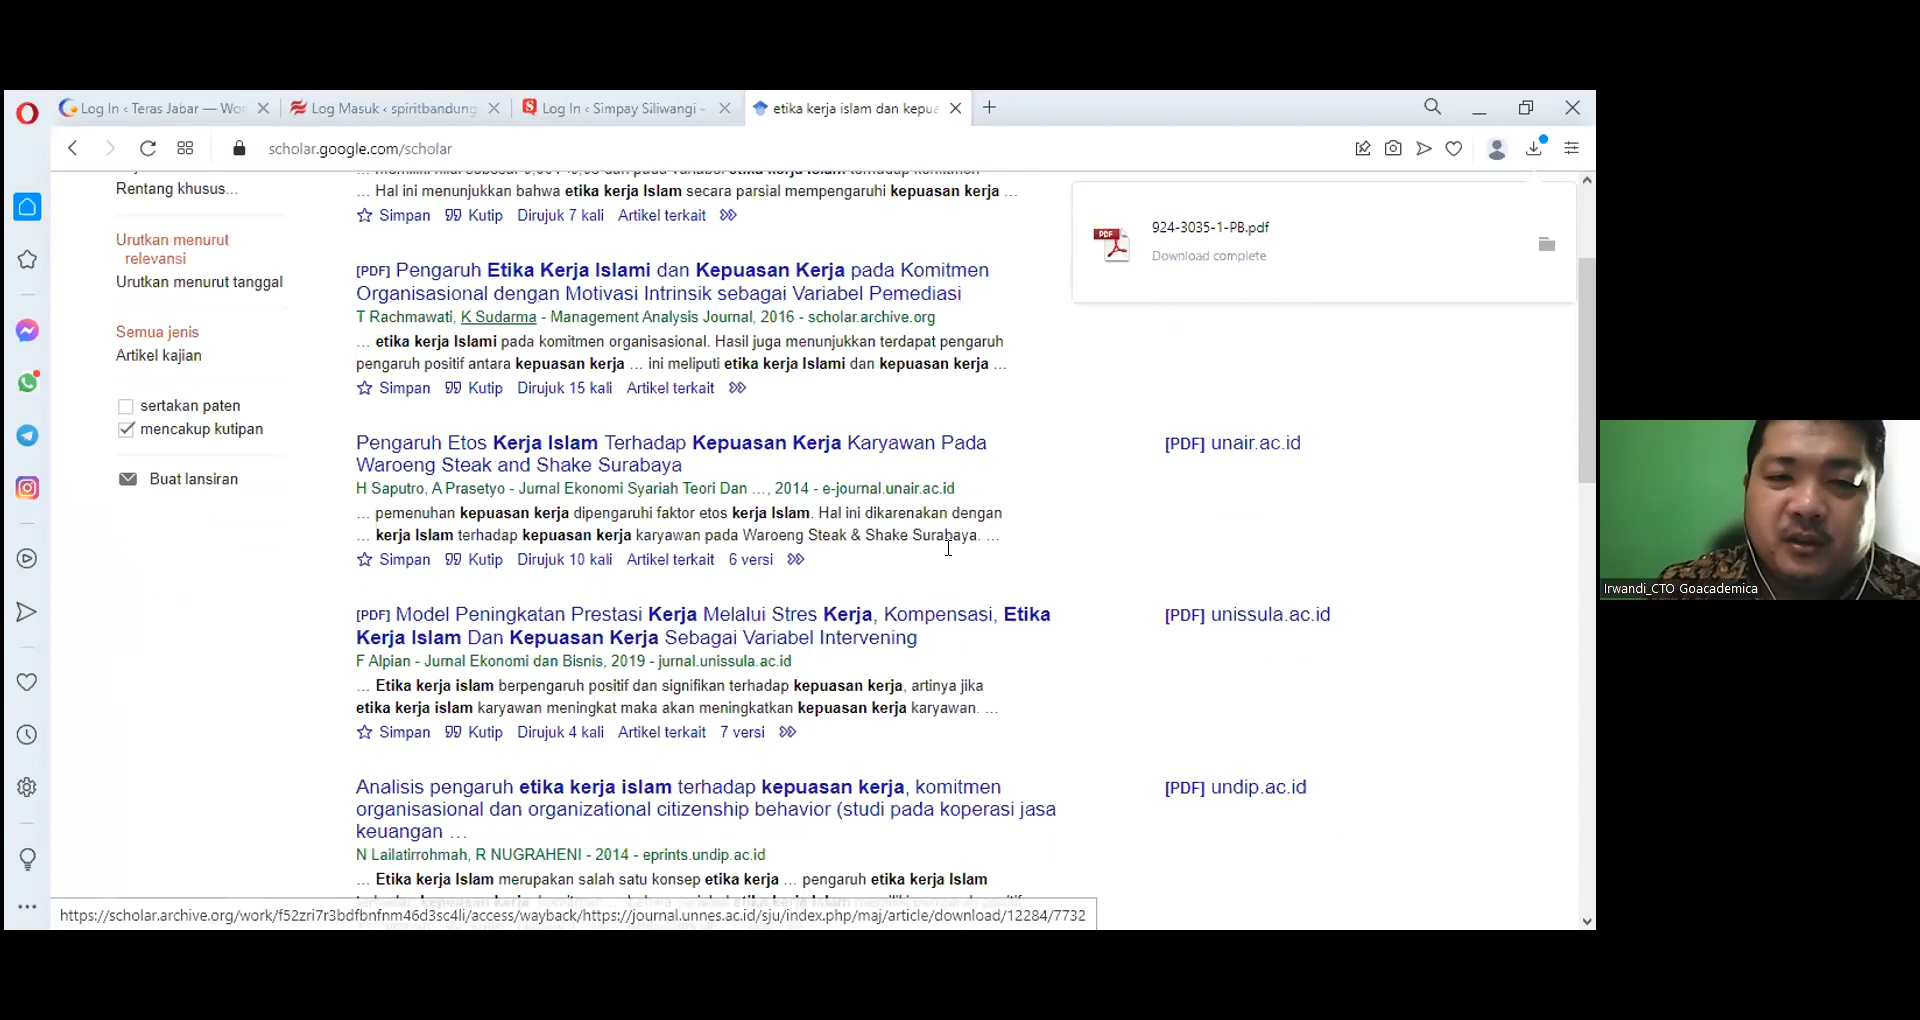 Log In ‹ Teras Jabar — Wor
Log Masuk ‹ spiritbandung
Log In ‹ Simpay Siliwangi –
etika kerja islam dan kepua
scholar.google.com/scholar
Rentang khusus...
Urutkan menurut
relevansi
Urutkan menurut tanggal
Semua jenis
Artikel kajian
sertakan paten
mencakup kutipan
Buat lansiran
... Hal ini menunjukkan bahwa etika kerja Islam secara parsial mempengaruhi kepuasan kerja ...
Simpan Kutip Dirujuk 7 kali Artikel terkait
[PDF] Pengaruh Etika Kerja Islami dan Kepuasan Kerja pada Komitmen
Organisasional dengan Motivasi Intrinsik sebagai Variabel Pemediasi
T Rachmawati, K Sudarma - Management Analysis Journal, 2016 - scholar.archive.org
... etika kerja Islami pada komitmen organisasional. Hasil juga menunjukkan terdapat pengaruh
pengaruh positif antara kepuasan kerja ... ini meliputi etika kerja Islami dan kepuasan kerja ...
Simpan Kutip Dirujuk 15 kali Artikel terkait
Pengaruh Etos Kerja Islam Terhadap Kepuasan Kerja Karyawan Pada
Waroeng Steak and Shake Surabaya
H Saputro, A Prasetyo - Jurnal Ekonomi Syariah Teori Dan ..., 2014 - e-journal.unair.ac.id
... pemenuhan kepuasan kerja dipengaruhi faktor etos kerja Islam. Hal ini dikarenakan dengan
... kerja Islam terhadap kepuasan kerja karyawan pada Waroeng Steak & Shake Surabaya. ...
Simpan Kutip Dirujuk 10 kali Artikel terkait 6 versi
[PDF] unair.ac.id
[PDF] Model Peningkatan Prestasi Kerja Melalui Stres Kerja, Kompensasi, Etika
Kerja Islam Dan Kepuasan Kerja Sebagai Variabel Intervening
F Alpian - Jurnal Ekonomi dan Bisnis, 2019 - jurnal.unissula.ac.id
... Etika kerja islam berpengaruh positif dan signifikan terhadap kepuasan kerja, artinya jika
etika kerja islam karyawan meningkat maka akan meningkatkan kepuasan kerja karyawan. ...
Simpan Kutip Dirujuk 4 kali Artikel terkait 7 versi
[PDF] unissula.ac.id
Analisis pengaruh etika kerja islam terhadap kepuasan kerja, komitmen
organisasional dan organizational citizenship behavior (studi pada koperasi jasa
keuangan ...
N Lailatirrohmah, R NUGRAHENI - 2014 - eprints.undip.ac.id
... Etika kerja Islam merupakan salah satu konsep etika kerja ... pengaruh etika kerja Islam
[PDF] undip.ac.id
https://scholar.archive.org/work/f52zri7r3bdfbnfnm46d3sc4li/access/wayback/https://journal.unnes.ac.id/sju/index.php/maj/article/download/12284/7732
PDF
924-3035-1-PB.pdf
Download complete
Irwandi_CTO Goacademica